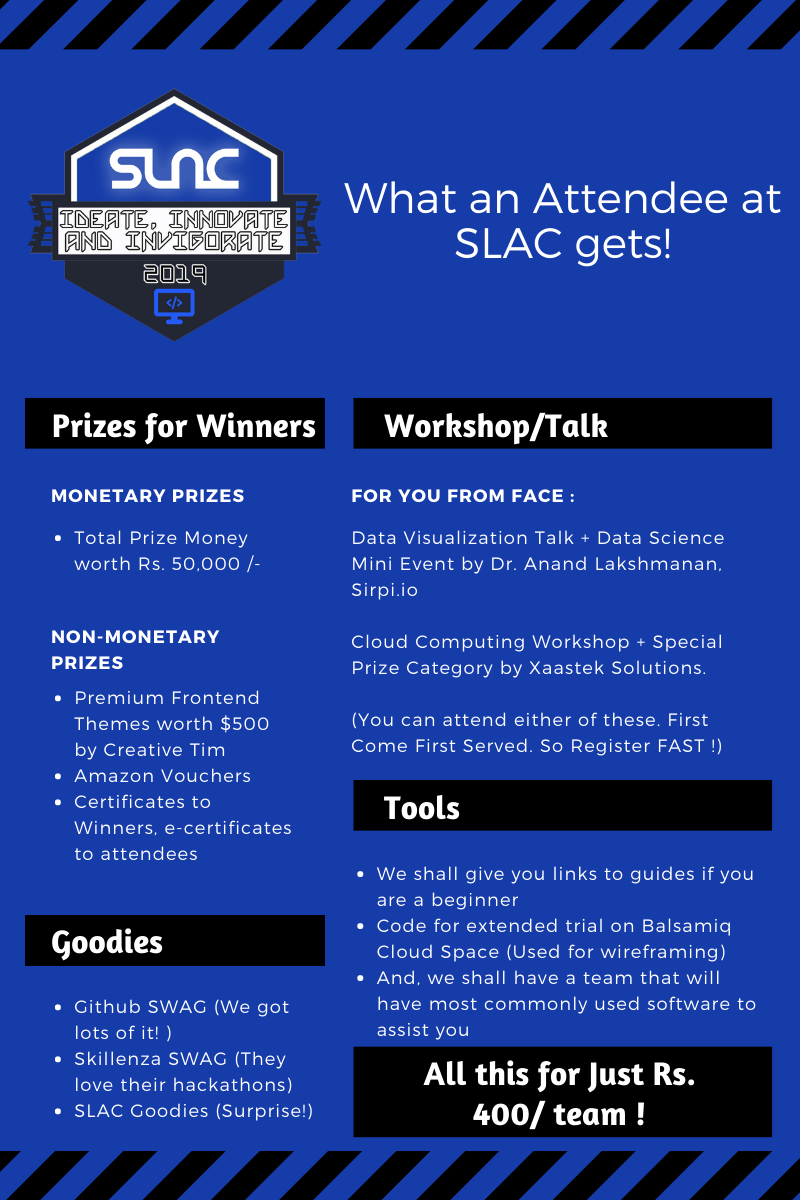 SLAC
IDEATE, INNOVATE
AND INVIGORATE
2019
</>
What an Attendee at
SLAC gets!
Prizes for Winners
MONETARY PRIZES
• Total Prize Money
worth Rs. 50,000 /-
NON-MONETARY
PRIZES
• Premium Frontend
Themes worth $500
by Creative Tim
• Amazon Vouchers
• Certificates to
Winners, e-certificates
to attendees
Goodies
• Github SWAG (We got
lots of it! )
• Skillenza SWAG (They
love their hackathons)
• SLAC Goodies (Surprise!)
Workshop/Talk
FOR YOU FROM FACE :
Data Visualization Talk + Data Science
Mini Event by Dr. Anand Lakshmanan,
Sirpi.io
Cloud Computing Workshop + Special
Prize Category by Xaastek Solutions.
(You can attend either of these. First
Come First Served. So Register FAST !)
Tools
• We shall give you links to guides if you
are a beginner
• Code for extended trial on Balsamiq
Cloud Space (Used for wireframing)
• And, we shall have a team that will
have most commonly used software to
assist you
All this for Just Rs.
400/ team !